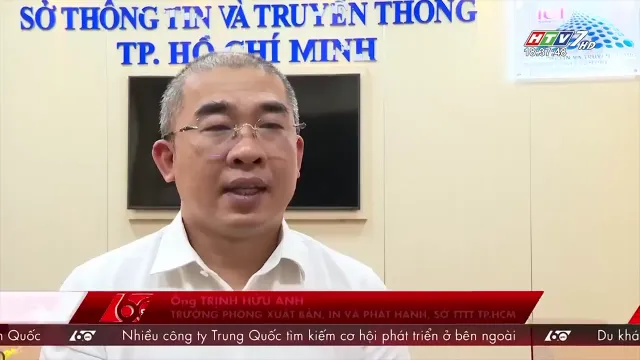 SỞ THÔNG TIN VÀ TRUYỀN THÔNG
TP. HỒ CHÍ MINH
HTV7 HD
Ông TRỊNH HỮU ANH
TRƯỞNG PHÒNG XUẤT BẢN, IN VÀ PHÁT HÀNH, SỞ TTTT TP.HCM
Quốc
Nhiều công ty Trung Quốc tìm kiếm cơ hội phát triển ở bên ngoài
Du khá